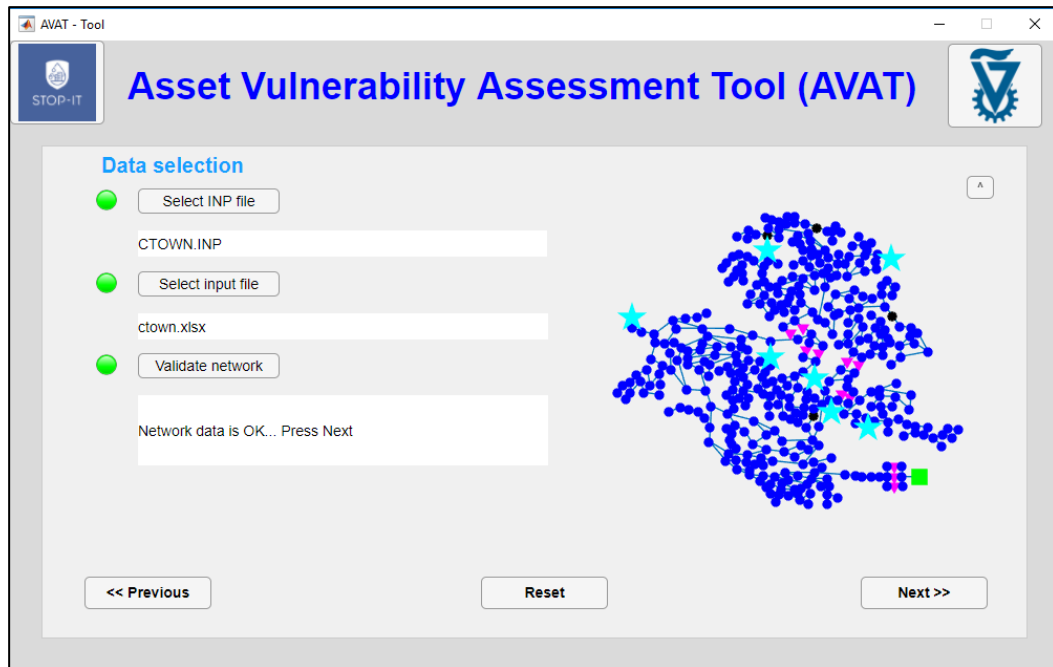 AVAT - Tool
STOP-IT
Asset Vulnerability Assessment Tool (AVAT)
Data selection
Select INP file
CTOWN.INP
Select input file
ctown.xlsx
Validate network
Network data is OK... Press Next
^
<< Previous
Reset
Next >>